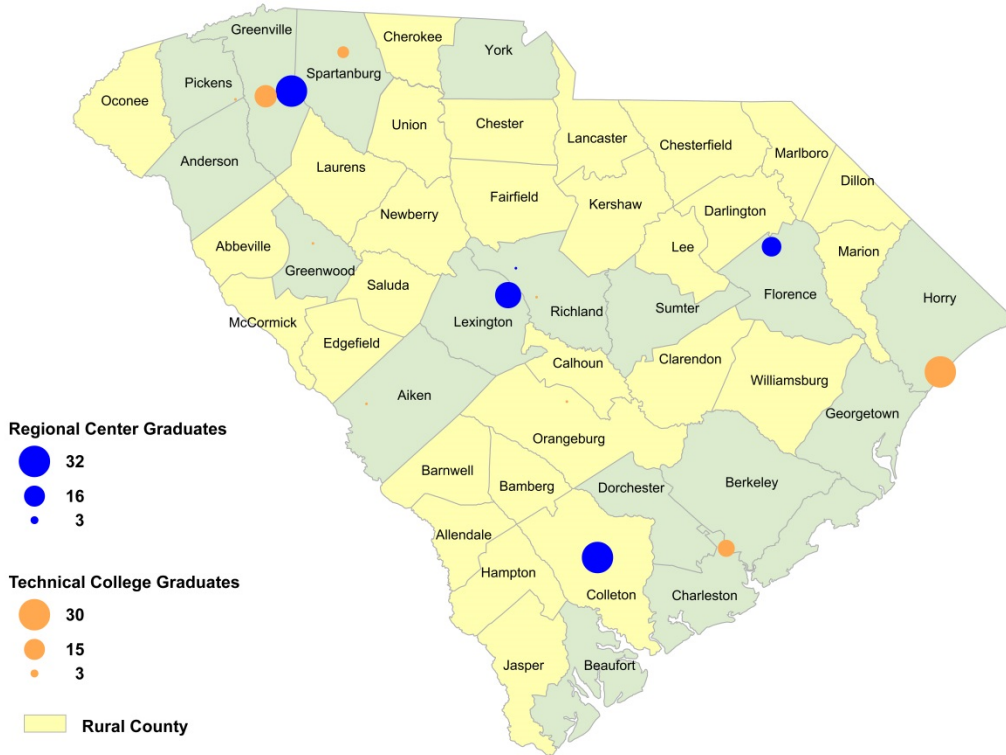 Greenville
Cherokee
York
Spartanburg
Pickens
Oconee
Union
Chester
Lancaster
Chesterfield
Marlboro
Anderson
Laurens
Dillon
Fairfield
Kershaw
Newberry
Darlington
Abbeville
Lee
Marion
Greenwood
Saluda
Florence
Horry
Richland
Sumter
Lexington
McCormick
Edgefield
Calhoun
Clarendon
Williamsburg
Aiken
Georgetown
Orangeburg
Barnwell
Bamberg
Berkeley
Dorchester
Allendale
Hampton
Colleton
Charleston
Jasper
Beaufort
Regional Center Graduates
32
16
3
Technical College Graduates
30
15
3
Rural County